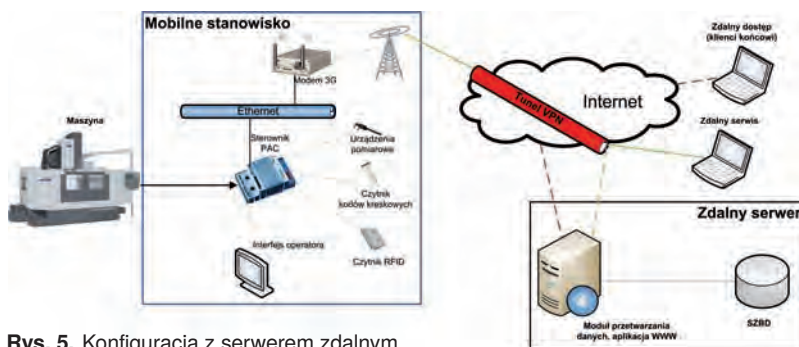 Mobilne stanowisko
Modem 3G
Ethernet
Maszyna
Sterownik
PAC
Urządzenia
pomiarowe
Czytnik
kodów kreskowych
Interfejs operatora
Czytnik RFID
Tunel VPN
Internet
Zdalny dostęp
(klienci końcowi)
Zdalny serwis
Zdalny serwer
Moduł przetwarzania
danych, aplikacja WWW
SZBD
Rys. 5. Konfiguracja z serwerem zdalnym